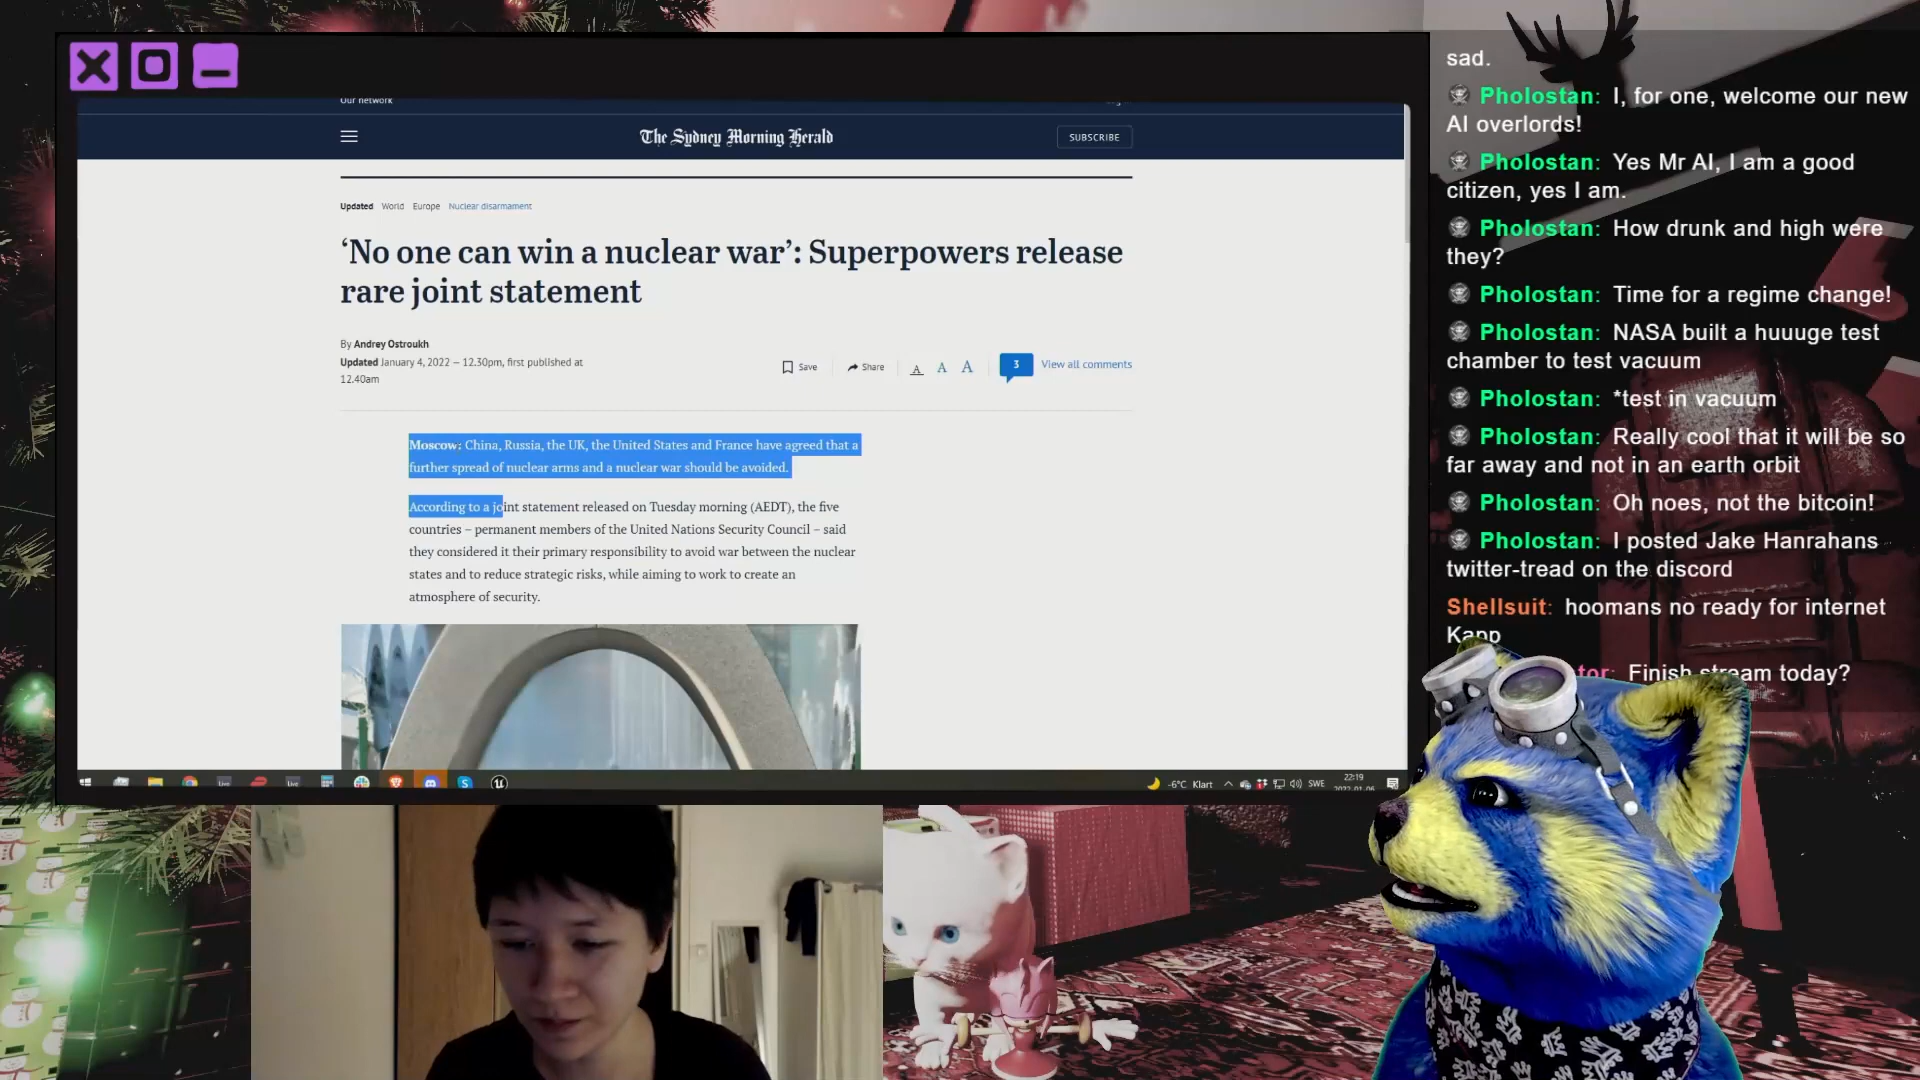 Our network
The Sydney Morning Herald
SUBSCRIBE
Updated World Europe Nuclear disarmament
‘No one can win a nuclear war’: Superpowers release
rare joint statement
By Andrey Ostroukh
Updated January 4, 2022 — 12.30pm, first published at
12.40am
Save
Share
A A A
3
View all comments
Moscow: China, Russia, the UK, the United States and France have agreed that a
further spread of nuclear arms and a nuclear war should be avoided.
According to a joint statement released on Tuesday morning (AEDT), the five
countries – permanent members of the United Nations Security Council – said
they considered it their primary responsibility to avoid war between the nuclear
states and to reduce strategic risks, while aiming to work to create an
atmosphere of security.
-6°C Klart
SWE
22:19
2022-01-06
sad.
Pholostan: I, for one, welcome our new
AI overlords!
Pholostan: Yes Mr AI, I am a good
citizen, yes I am.
Pholostan: How drunk and high were
they?
Pholostan: Time for a regime change!
Pholostan: NASA built a huuuge test
chamber to test vacuum
Pholostan: *test in vacuum
Pholostan: Really cool that it will be so
far away and not in an earth orbit
Pholostan: Oh noes, not the bitcoin!
Pholostan: I posted Jake Hanrahans
twitter-tread on the discord
Shellsuit: hoomans no ready for internet
Kapp
tor: Finish stream today?